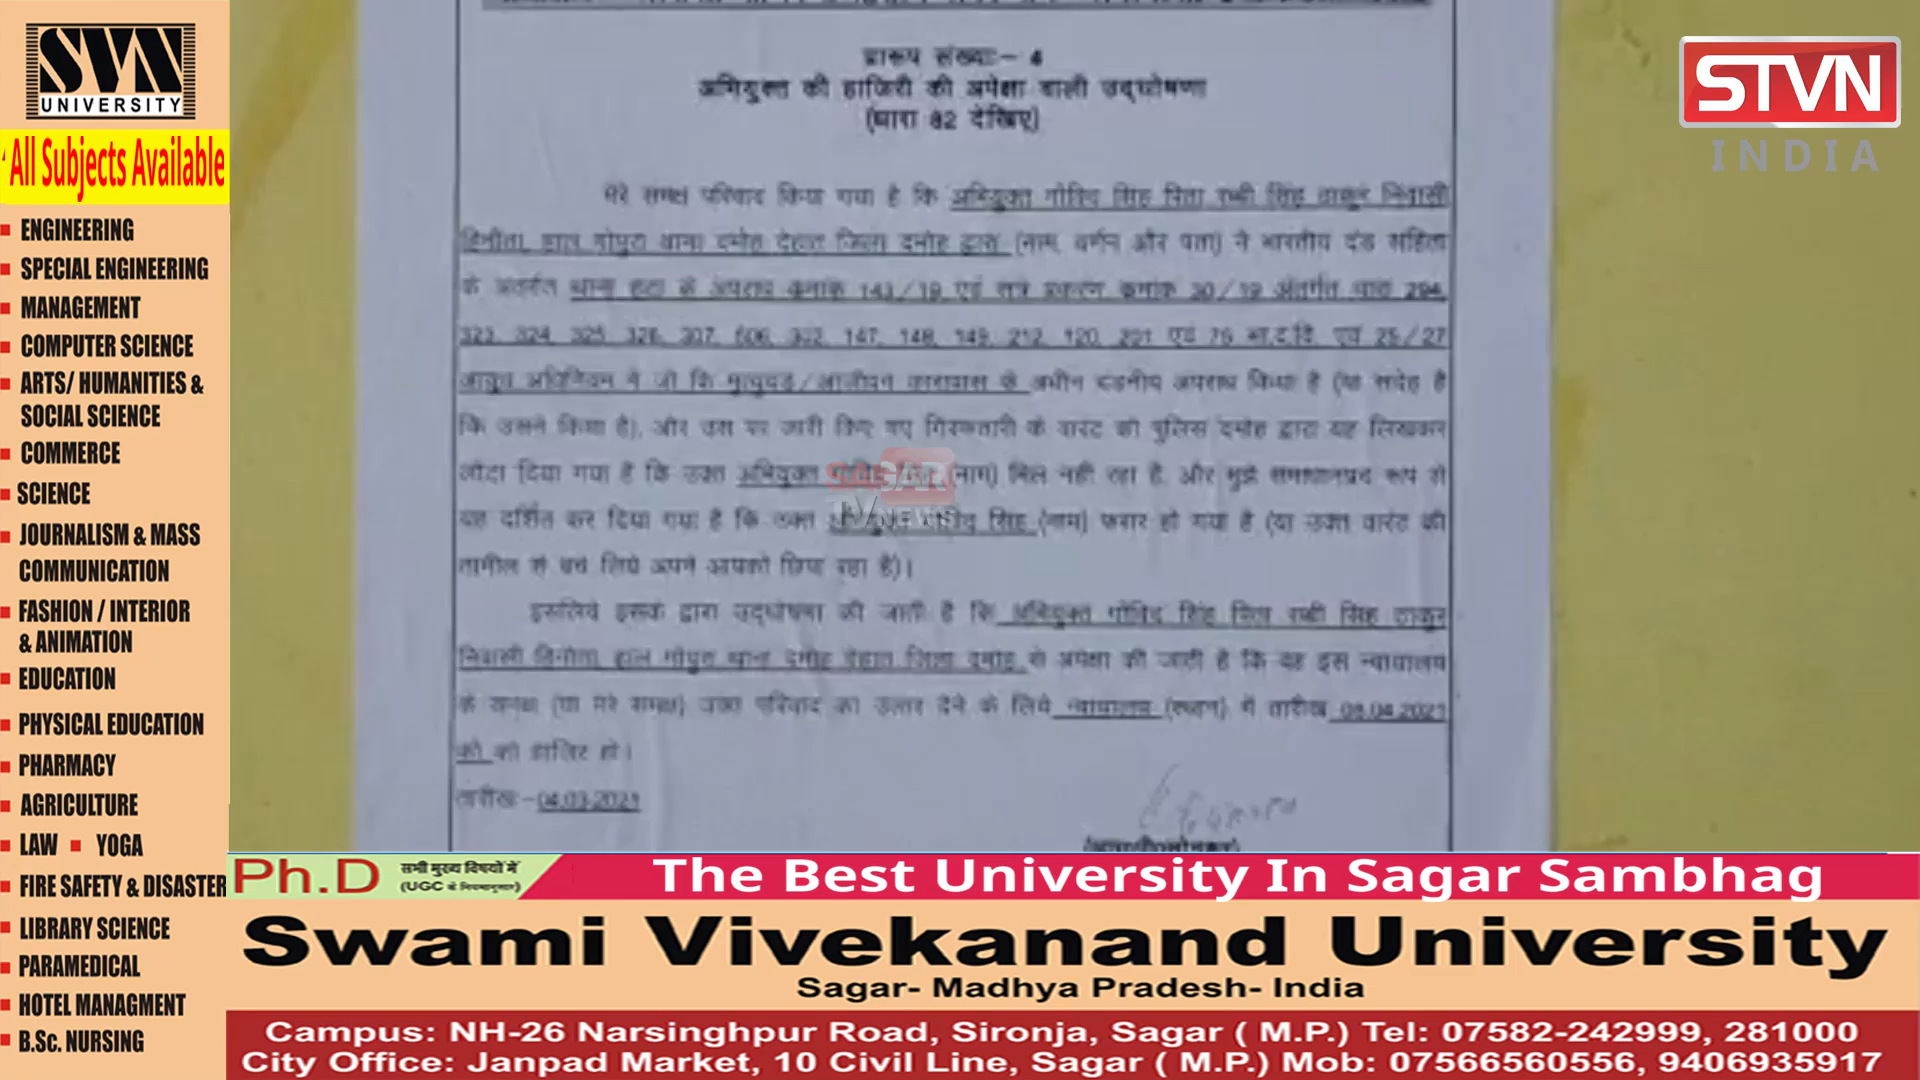 SVN
UNIVERSITY
All Subjects Available
ENGINEERING
SPECIAL ENGINEERING
MANAGEMENT
COMPUTER SCIENCE
ARTS/ HUMANITIES &
SOCIAL SCIENCE
COMMERCE
SCIENCE
JOURNALISM & MASS
COMMUNICATION
FASHION / INTERIOR
& ANIMATION
EDUCATION
PHYSICAL EDUCATION
PHARMACY
AGRICULTURE
LAW YOGA
FIRE SAFETY & DISASTER
LIBRARY SCIENCE
PARAMEDICAL
HOTEL MANAGMENT
B.Sc. NURSING
STVN
INDIA
प्रारूप संख्या:- 4
अभियुक्त की हाजिरी की अपेक्षा वाली उद्घोषणा
(धारा 82 देखिए)
मेरे समक्ष परिवाद किया गया है कि अभियुक्त गोविंद सिंह पिता सिंह ठाकुर निवासी
हिनौता, हाल थाना दमोह देहात जिला दमोह द्वारा (नाम, वर्णन और पता) ने भारतीय दंड संहिता
के अंतर्गत थाना हटा के अपराध क्रमांक 143/19 एवं सत्र प्रकरण क्रमांक 30/19 अंतर्गत धारा 294,
323, 324, 325, 326, 307, 506, 302, 147, 148, 149, 212, 120, 201 एवं 76 भा.द.वि. एवं 25/27
आयुध अधिनियम ने जो कि मृत्युदंड/आजीवन कारावास के अधीन दंडनीय अपराध किया है (या संदेह है
कि उसने किया है), और उस पर जारी किए गए गिरफ्तारी के वारंट को पुलिस दमोह द्वारा यह लिखकर
लौटा दिया गया है कि उक्त अभियुक्त गोविंद सिंह (नाम) मिल नहीं रहा है, और मुझे समाधानप्रद रूप से
यह दर्शित कर दिया गया है कि उक्त अभियुक्त गोविंद सिंह (नाम) फरार हो गया है (या उक्त वारंट की
तामील से बचने लिये अपने आपको छिपा रहा है)।
SAGAR
TV NEWS
इसलिये इसके द्वारा उद्घोषणा की जाती है कि अभियुक्त गोविंद सिंह पिता सिंह ठाकुर
निवासी हिनौता, हाल थाना दमोह देहात जिला दमोह से अपेक्षा की जाती है कि वह इस न्यायालय
के समक्ष (या मेरे समक्ष) उक्त परिवाद का उत्तर देने के लिये न्यायालय (स्थान) में तारीख 08.04.2021
को को हाजिर हो।
तारीख:-04.03.2021
Ph.D
सभी मुख्य विषयों में
(UGC के नियमानुसार)
The Best University In Sagar Sambhag
Swami Vivekanand University
Sagar- Madhya Pradesh- India
Campus: NH-26 Narsinghpur Road, Sironja, Sagar ( M.P.) Tel: 07582-242999, 281000
City Office: Janpad Market, 10 Civil Line, Sagar ( M.P.) Mob: 07566560556, 9406935917